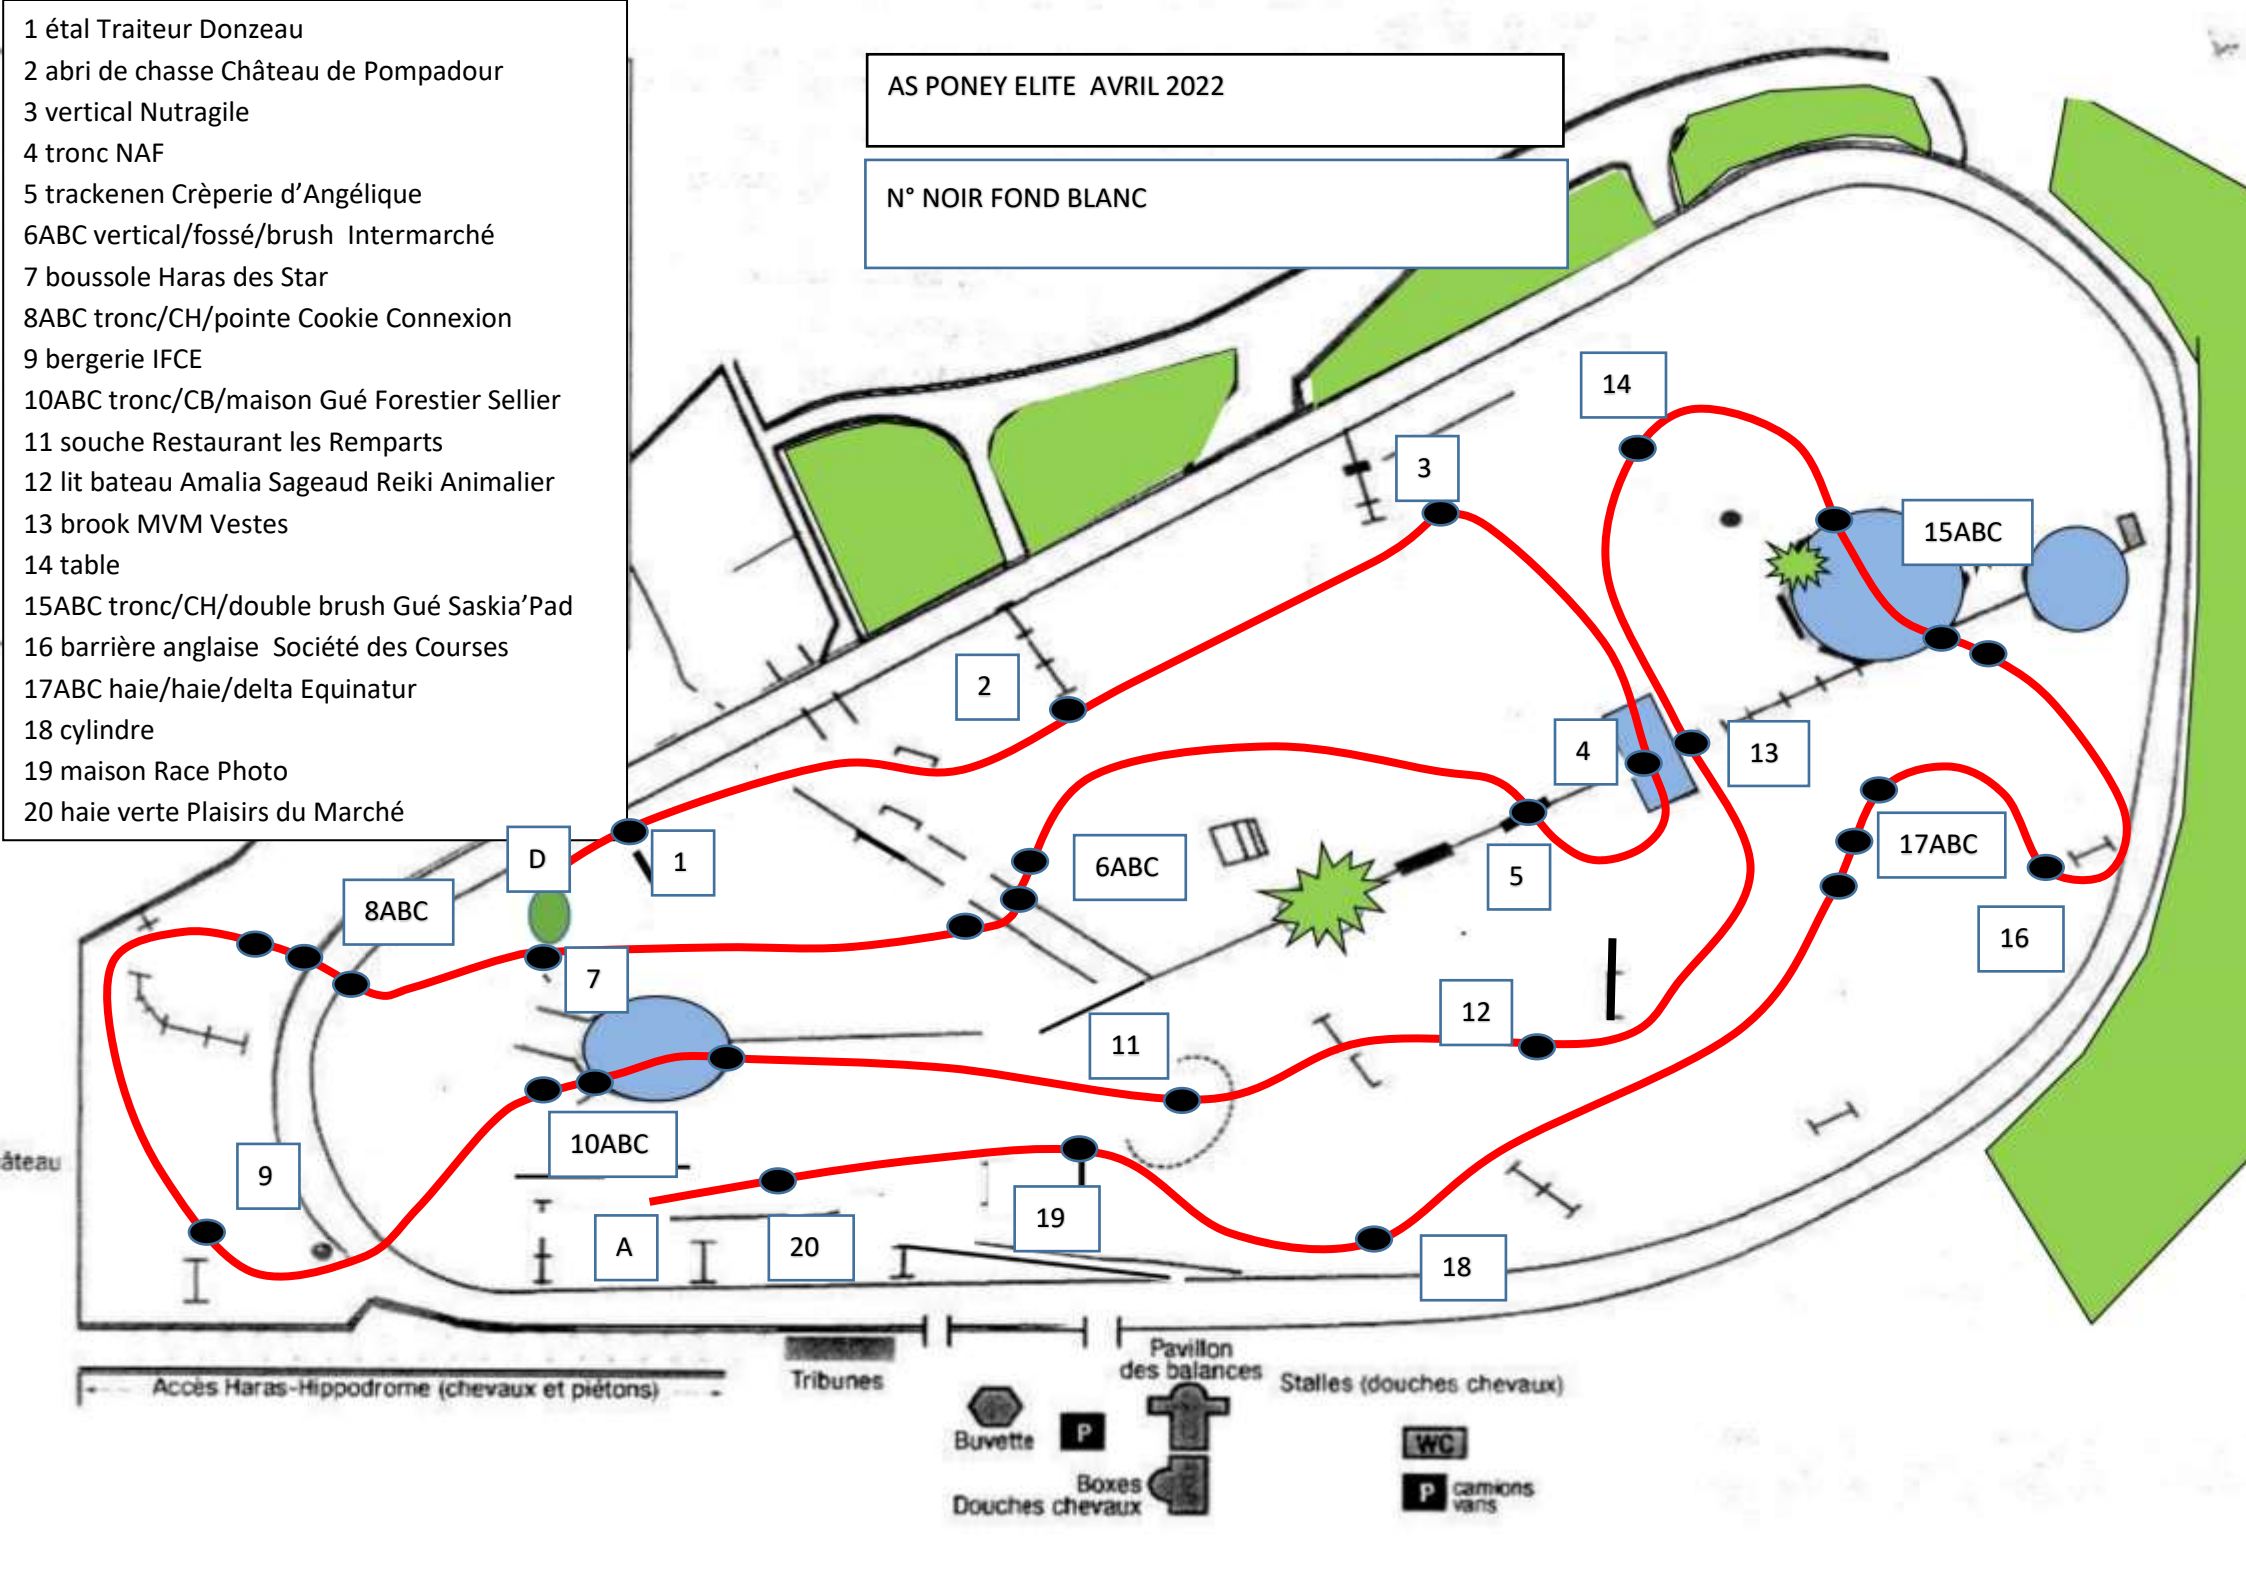 1 étal Traiteur Donzeau
2 abri de chasse Château de Pompadour
3 vertical Nutragile
4 tronc NAF
5 trackenen Crèperie d’Angélique
6ABC vertical/fossé/brush  Intermarché
7 boussole Haras des Star
8ABC tronc/CH/pointe Cookie Connexion
9 bergerie IFCE
10ABC tronc/CB/maison Gué Forestier Sellier
11 souche Restaurant les Remparts
12 lit bateau Amalia Sageaud Reiki Animalier
13 brook MVM Vestes
14 table
15ABC tronc/CH/double brush Gué Saskia’Pad
16 barrière anglaise  Société des Courses
17ABC haie/haie/delta Equinatur
18 cylindre
19 maison Race Photo
20 haie verte Plaisirs du Marché
AS PONEY ELITE  AVRIL 2022
N° NOIR FOND BLANC
14
3
15ABC
2
4
13
D
1
6ABC
5
17ABC
8ABC
7
16
12
11
10ABC
9
19
A
20
18
âteau
Accès Haras-Hippodrome (chevaux et piétons)
Tribunes
Pavillon
des balances
Stalles (douches chevaux)
Buvette
P
WC
Boxes
Douches chevaux
P
camions
vans